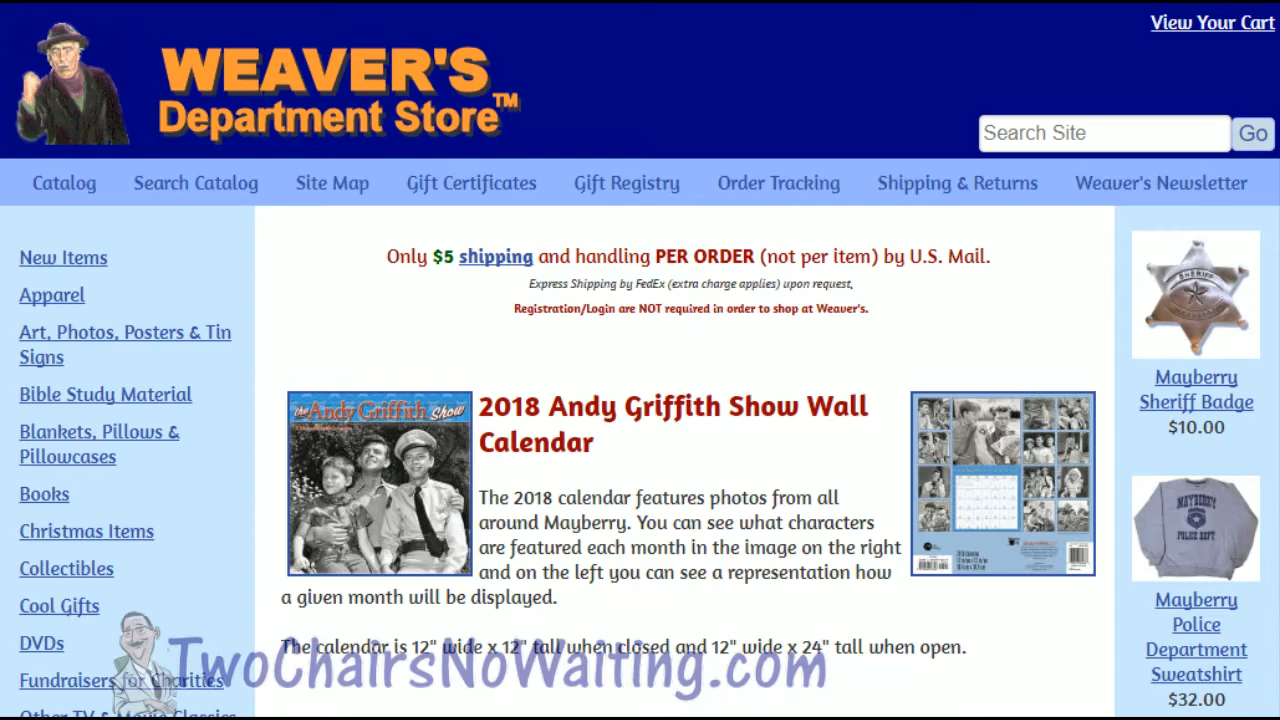 View Your Cart
WEAVER'S
Department Store™
Search Site
Go
Catalog
Search Catalog
Site Map
Gift Certificates
Gift Registry
Order Tracking
Shipping & Returns
Weaver's Newsletter
New Items
Apparel
Art, Photos, Posters & Tin
Signs
Bible Study Material
Blankets, Pillows &
Pillowcases
Books
Christmas Items
Collectibles
Cool Gifts
DVDs
Fundraisers for Charities
Other TV & Movie Classics
Only $5 shipping and handling PER ORDER (not per item) by U.S. Mail.
Express Shipping by FedEx (extra charge applies) upon request,
Registration/Login are NOT required in order to shop at Weaver's.
the Andy Griffith Show
2018 Andy Griffith Show Wall
Calendar
The 2018 calendar features photos from all
around Mayberry. You can see what characters
are featured each month in the image on the right
and on the left you can see a representation how
a given month will be displayed.
The calendar is 12" wide x 12" tall when closed and 12" wide x 24" tall when open.
TwoChairsNoWaiting.com
SHERIFF
Mayberry
Sheriff Badge
$10.00
MAYBERRY
POLICE DEPT
Mayberry
Police
Department
Sweatshirt
$32.00